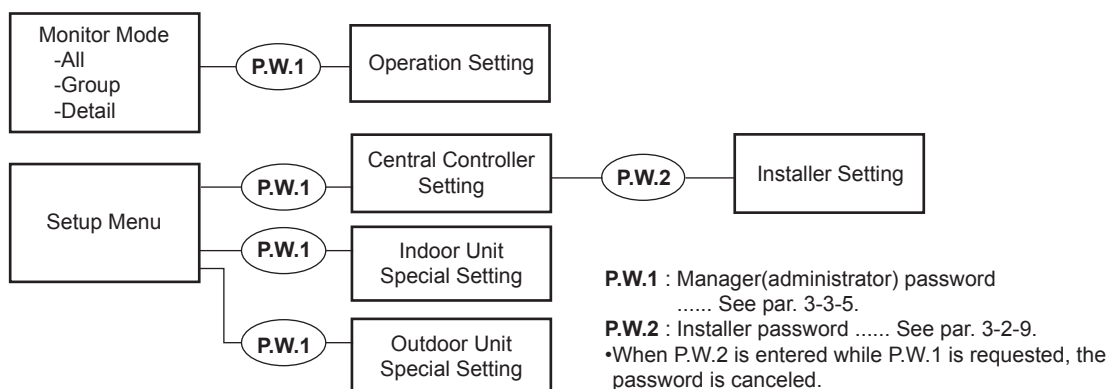 Monitor Mode
-All
-Group
-Detail
P.W.1
Operation Setting
Setup Menu
P.W.1
Central Controller
Setting
P.W.2
Installer Setting
P.W.1
Indoor Unit
Special Setting
P.W.1
Outdoor Unit
Special Setting
P.W.1 : Manager(administrator) password
...... See par. 3-3-5.
P.W.2 : Installer password ...... See par. 3-2-9.
•When P.W.2 is entered while P.W.1 is requested, the
password is canceled.